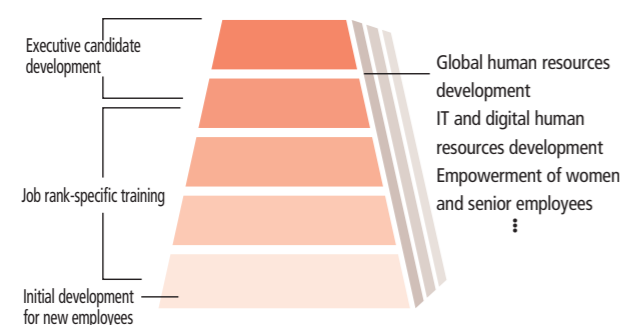 Executive candidate
development
Job rank-specific training
Initial development
for new employees
Global human resources
development
IT and digital human
resources development
Empowerment of women
and senior employees
⋮